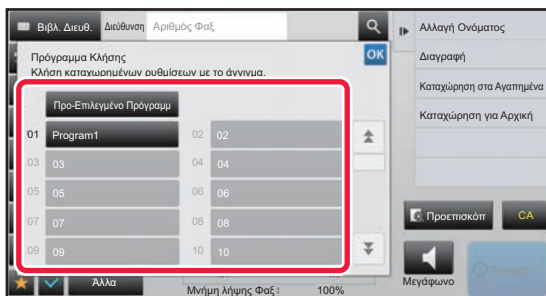 Βιβλ. Διευθ. Διεύθυνση Αριθμός Φαξ
Αλλαγή Ονόματος
Πρόγραμμα Κλήσης
OK
Διαγραφή
Κλήση καταχωρημένων ρυθμίσεων με το άγγιγμα.
Καταχώρηση στα Αγαπημένα
Προ-Επιλεγμένο Πρόγραμμ
Καταχώρηση για Αρχική
01 Program1 02 02
03 03 04 04
05 05 06 06
07 07 08 08
Προεπισκόπ CA
09 09 10 10
Άλλα
Μνήμη λήψης Φαξ: 100%
Μεγάφωνο
Έναρξη